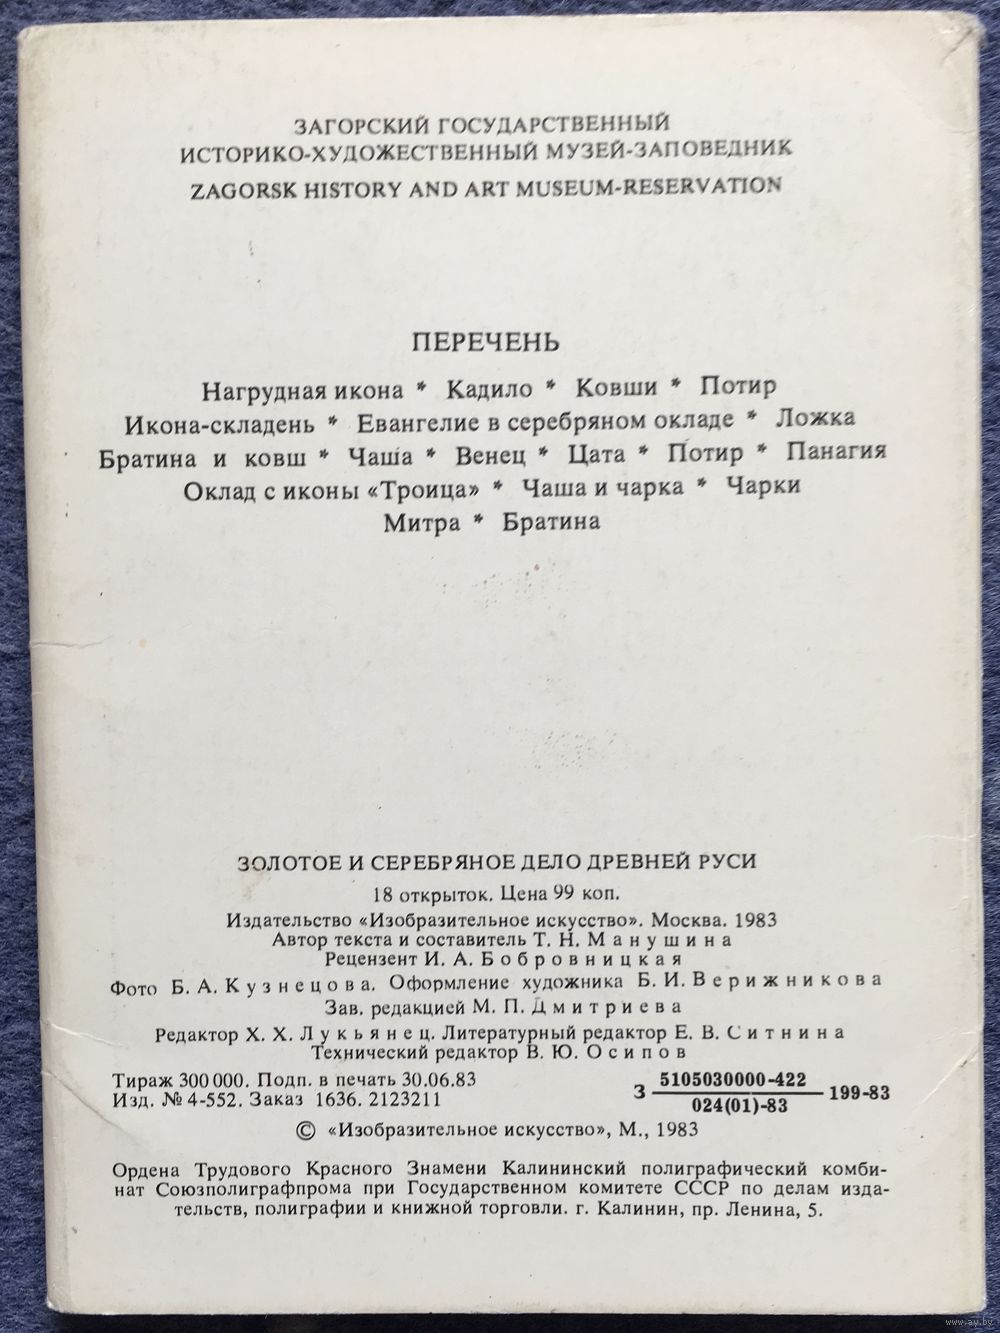 ЗАГОРСКИЙ ГОСУДАРСТВЕННЫЙ
ИСТОРИКО-ХУДОЖЕСТВЕННЫЙ МУЗЕЙ-ЗАПОВЕДНИК
ZAGORSK HISTORY AND ART MUSEUM-RESERVATION
ПЕРЕЧЕНЬ
Нагрудная икона * Кадило * Ковши * Потир
Икона-складень * Евангелие в серебряном окладе * Ложка
Братина и ковш * Чаша * Венец * Цата * Потир * Панагия
Оклад с иконы «Троица» * Чаша и чарка * Чарки
Митра * Братина
ЗОЛОТОЕ И СЕРЕБРЯНОЕ ДЕЛО ДРЕВНЕЙ РУСИ
18 открыток. Цена 99 коп.
Издательство «Изобразительное искусство». Москва. 1983
Автор текста и составитель Т. Н. Манушина
Рецензент И. А. Бобровницкая
Фото Б. А. Кузнецова. Оформление художника Б. И. Верижникова
Зав. редакцией М. П. Дмитриева
Редактор Х. Х. Лукьянец. Литературный редактор Е. В. Ситнина
Технический редактор В. Ю. Осипов
Тираж 300 000. Подп. в печать 30.06.83
Изд. № 4-552. Заказ 1636. 2123211
З 5105030000-422 199-83
024(01)-83
© «Изобразительное искусство», М., 1983
Ордена Трудового Красного Знамени Калининский полиграфический комби-
нат Союзполиграфпрома при Государственном комитете СССР по делам изда-
тельств, полиграфии и книжной торговли. г. Калинин, пр. Ленина, 5.
www.ay.by